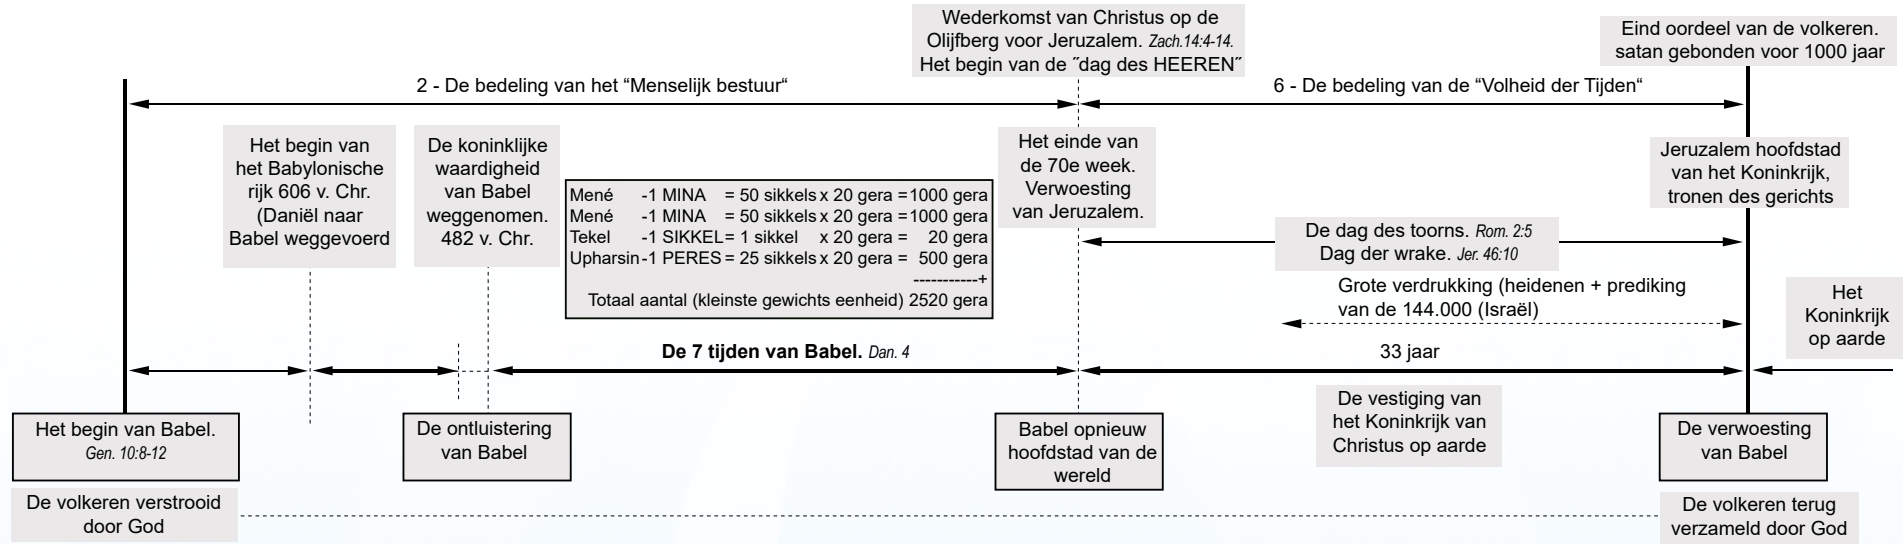 Wederkomst van Christus op de
Olijfberg voor Jeruzalem. Zach.14:4-14.
Het begin van de ˝dag des HEEREN˝
Eind oordeel van de volkeren.
satan gebonden voor 1000 jaar
2 - De bedeling van het “Menselijk bestuur“
6 - De bedeling van de “Volheid der Tijden“
Het begin van
het Babylonische
rijk 606 v. Chr.
(Daniël naar
Babel weggevoerd
De koninklijke
waardigheid
van Babel
weggenomen.
482 v. Chr.
Mené -1 MINA = 50 sikkels x 20 gera =1000 gera
Mené -1 MINA = 50 sikkels x 20 gera =1000 gera
Tekel -1 SIKKEL= 1 sikkel x 20 gera = 20 gera
Upharsin-1 PERES = 25 sikkels x 20 gera = 500 gera
-----------+
Totaal aantal (kleinste gewichts eenheid) 2520 gera
Het einde van
de 70e week.
Verwoesting
van Jeruzalem.
Jeruzalem hoofdstad
van het Koninkrijk,
tronen des gerichts
De dag des toorns. Rom. 2:5
Dag der wrake. Jer. 46:10
Grote verdrukking (heidenen + prediking
van de 144.000 (Israël)
Het
Koninkrijk
op aarde
De 7 tijden van Babel. Dan. 4
33 jaar
Het begin van Babel.
Gen. 10:8-12
De ontluistering
van Babel
Babel opnieuw
hoofdstad van de
wereld
De vestiging van
het Koninkrijk van
Christus op aarde
De verwoesting
van Babel
De volkeren verstrooid
door God
De volkeren terug
verzameld door God